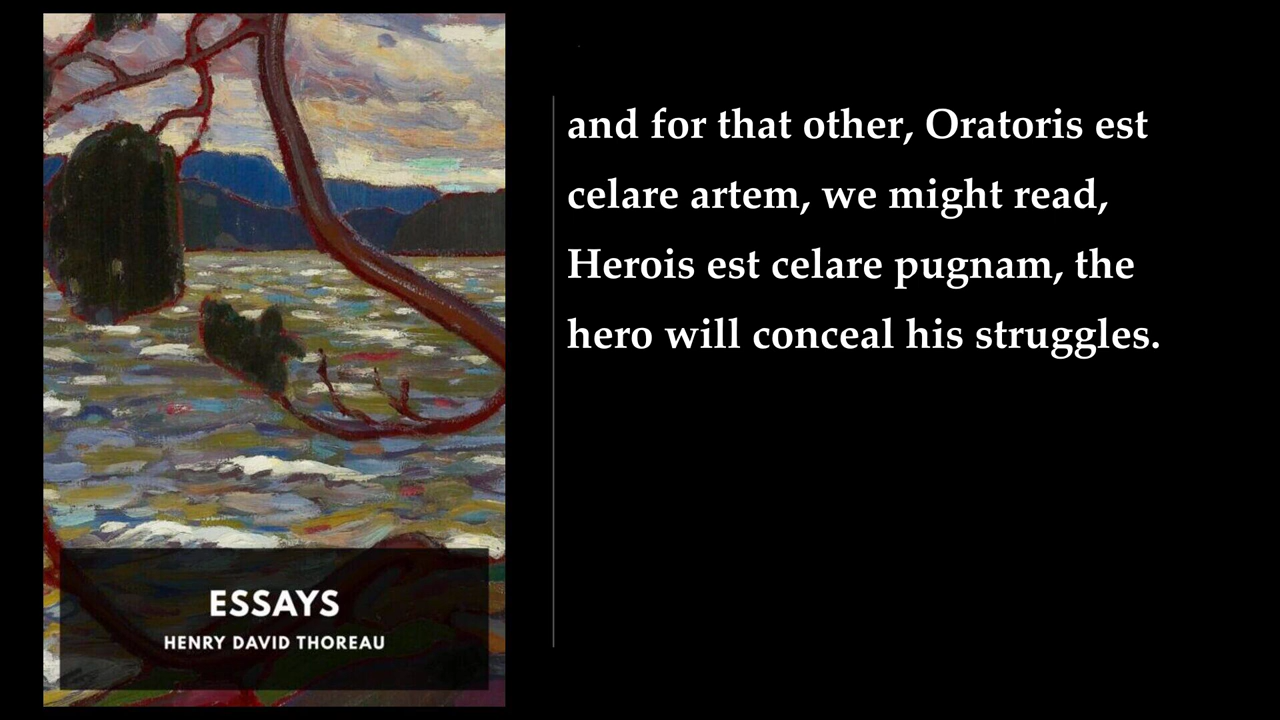 ESSAYS
HENRY DAVID THOREAU
and for that other, Oratoris est
celare artem, we might read,
Herois est celare pugnam, the
hero will conceal his struggles.